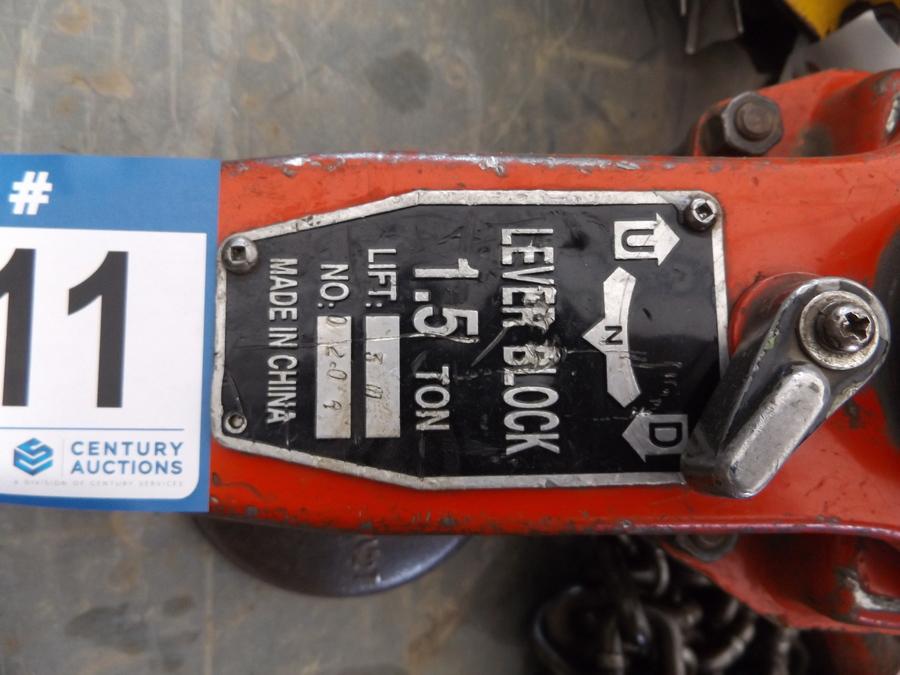 #
11
CENTURY
AUCTIONS
A DIVISION OF CENTURY SERVICES
U
N
D
LEVER BLOCK
1.5 TON
LIFT:
NO:
MADE IN CHINA